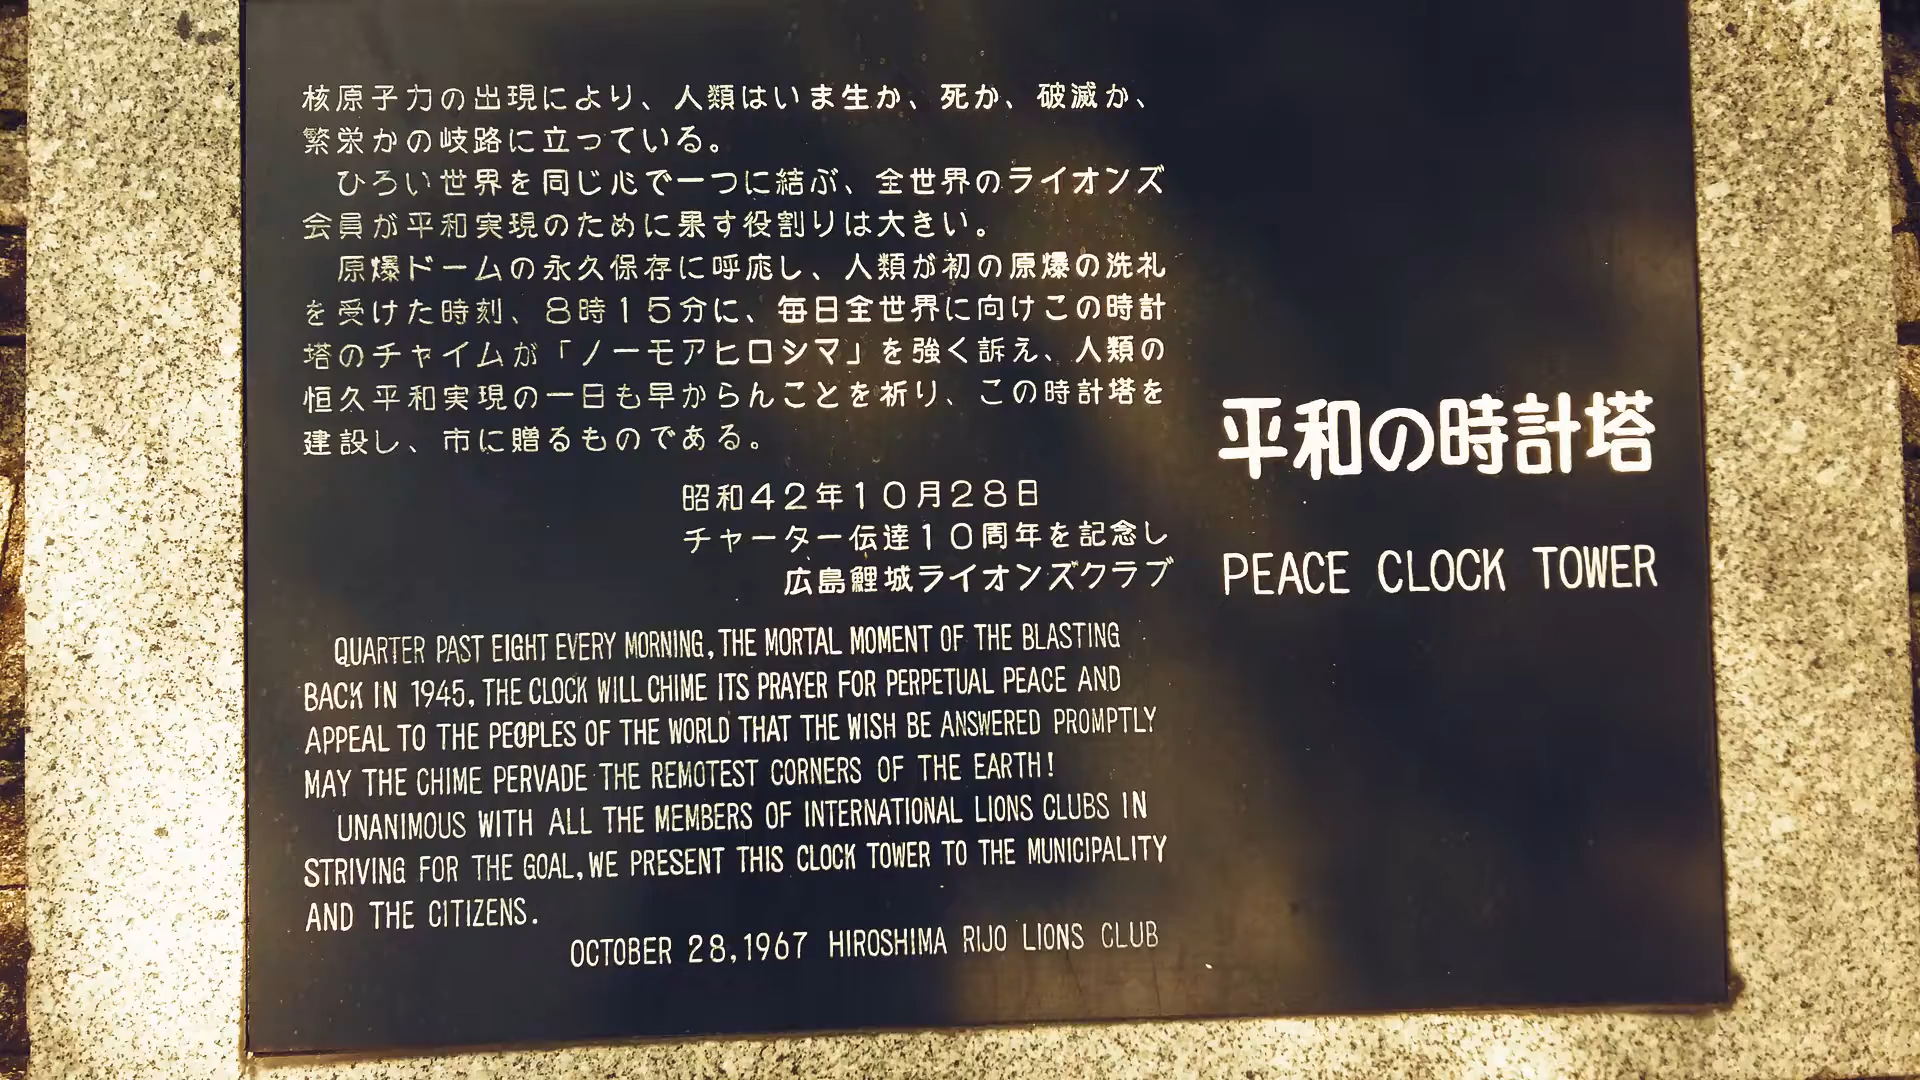 核原子力の出現により、人類はいま生か、死か、破滅か、
繁栄かの岐路に立っている。
ひろい世界を同じ心で一つに結ぶ、全世界のライオンズ
会員が平和実現のために果す役割りは大きい。
原爆ドームの永久保存に呼応し、人類が初の原爆の洗礼
を受けた時刻、8時15分に、毎日全世界に向けこの時計
塔のチャイムが「ノーモアヒロシマ」を強く訴え、人類の
恒久平和実現の一日も早からんことを祈り、この時計塔を
建設し、市に贈るものである。
昭和42年10月28日
チャーター伝達10周年を記念し
広島鯉城ライオンズクラブ
QUARTER PAST EIGHT EVERY MORNING, THE MORTAL MOMENT OF THE BLASTING
BACK IN 1945, THE CLOCK WILL CHIME ITS PRAYER FOR PERPETUAL PEACE AND
APPEAL TO THE PEOPLES OF THE WORLD THAT THE WISH BE ANSWERED PROMPTLY
MAY THE CHIME PERVADE THE REMOTEST CORNERS OF THE EARTH!
UNANIMOUS WITH ALL THE MEMBERS OF INTERNATIONAL LIONS CLUBS IN
STRIVING FOR THE GOAL, WE PRESENT THIS CLOCK TOWER TO THE MUNICIPALITY
AND THE CITIZENS.
OCTOBER 28, 1967 HIROSHIMA RIJO LIONS CLUB
平和の時計塔
PEACE CLOCK TOWER